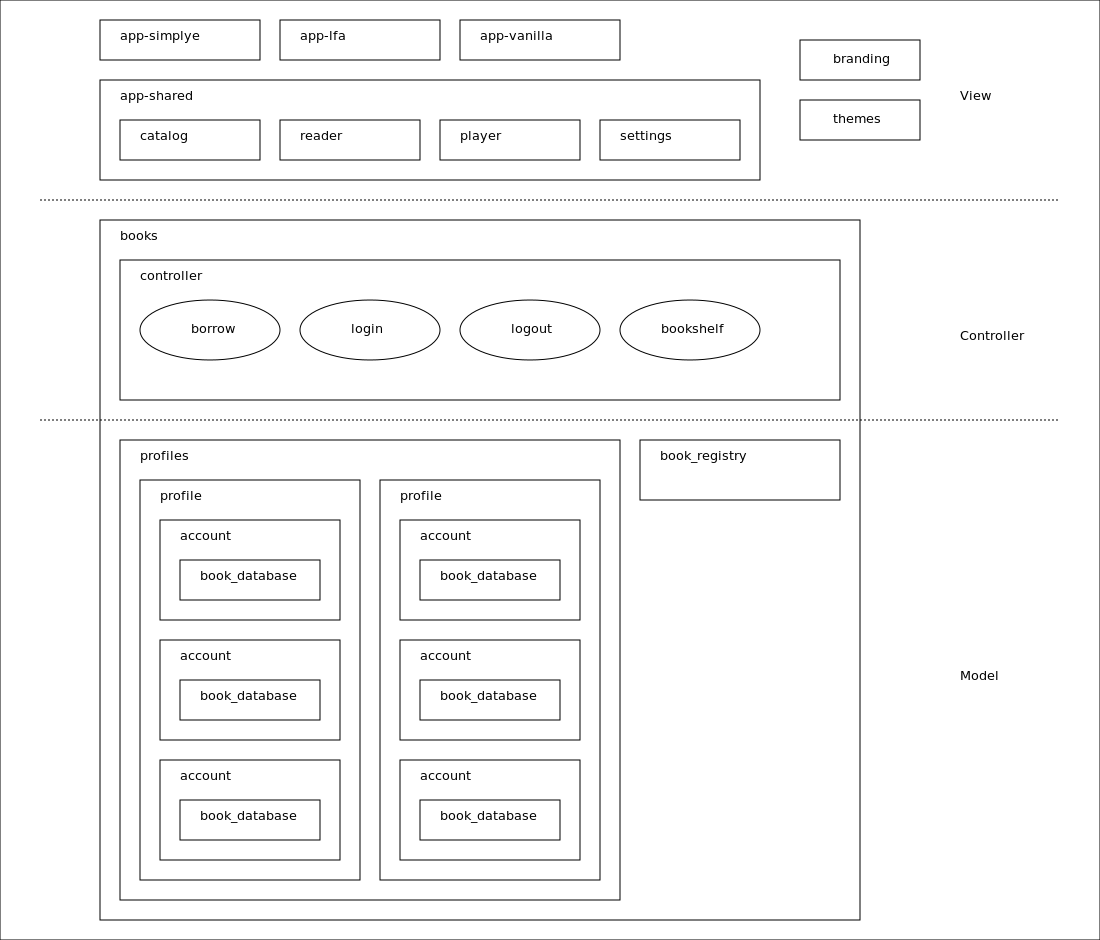 app-simplye
app-lfa
app-vanilla
branding
View
app-shared
themes
catalog
reader
player
settings
books
controller
borrow
login
logout
bookshelf
Controller
profiles
book_registry
profile
profile
account
account
book_database
book_database
account
account
Model
book_database
book_database
account
account
book_database
book_database